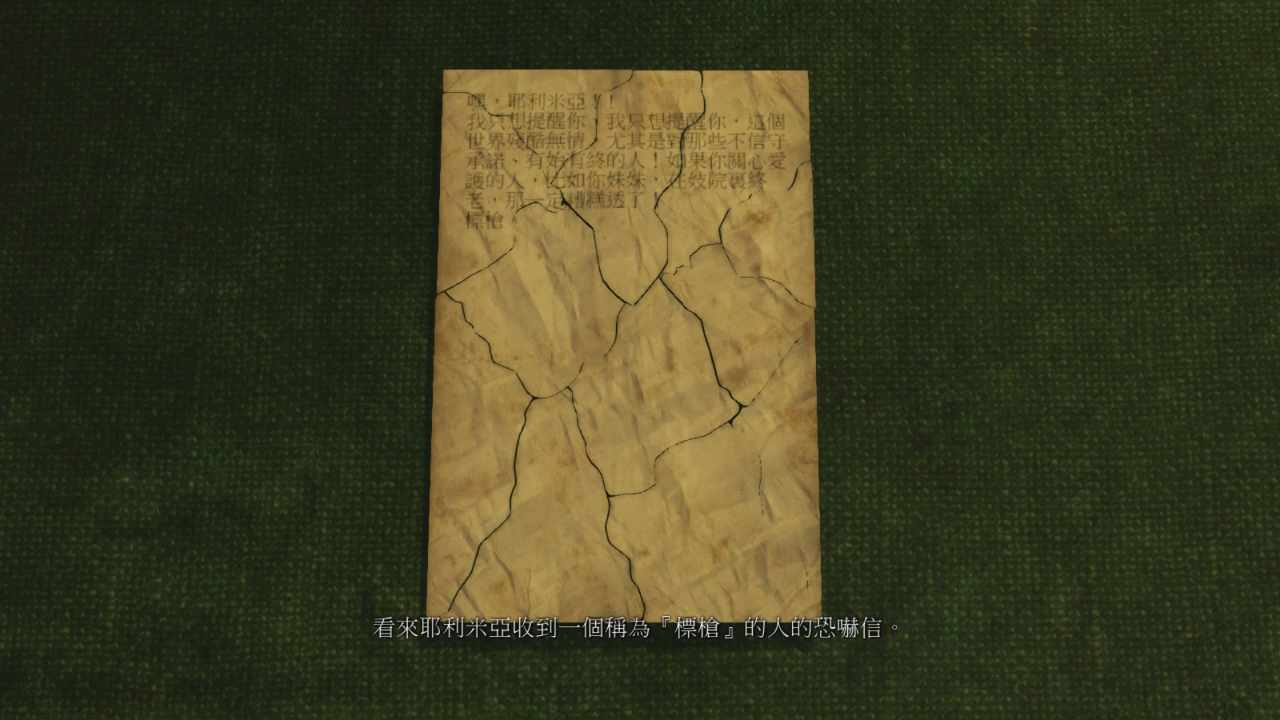 嘿，耶利米亞！！
我只想提醒你，我只想提醒你，這個
世界殘酷無情，尤其是對那些不信守
承諾、有始有終的人！如果你關心愛
護的人，比如你妹妹，在妓院裏終
老，那一定糟糕透了！
標槍。
看來耶利米亞收到一個稱為『標槍』的人的恐嚇信。